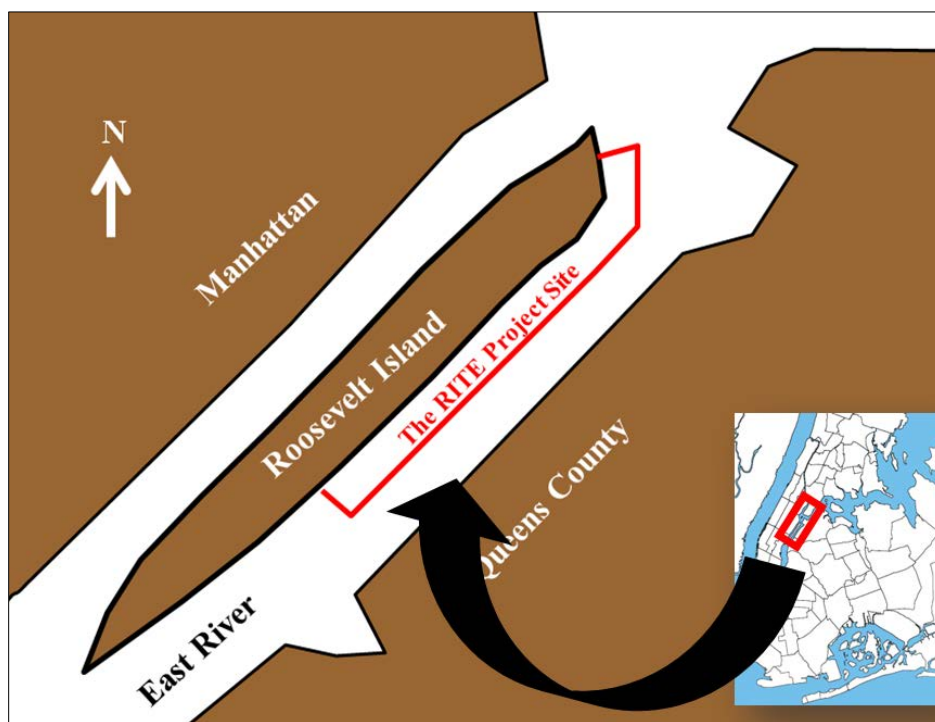 N
Manhattan
Roosevelt Island
The RITE Project Site
Queens County
East River